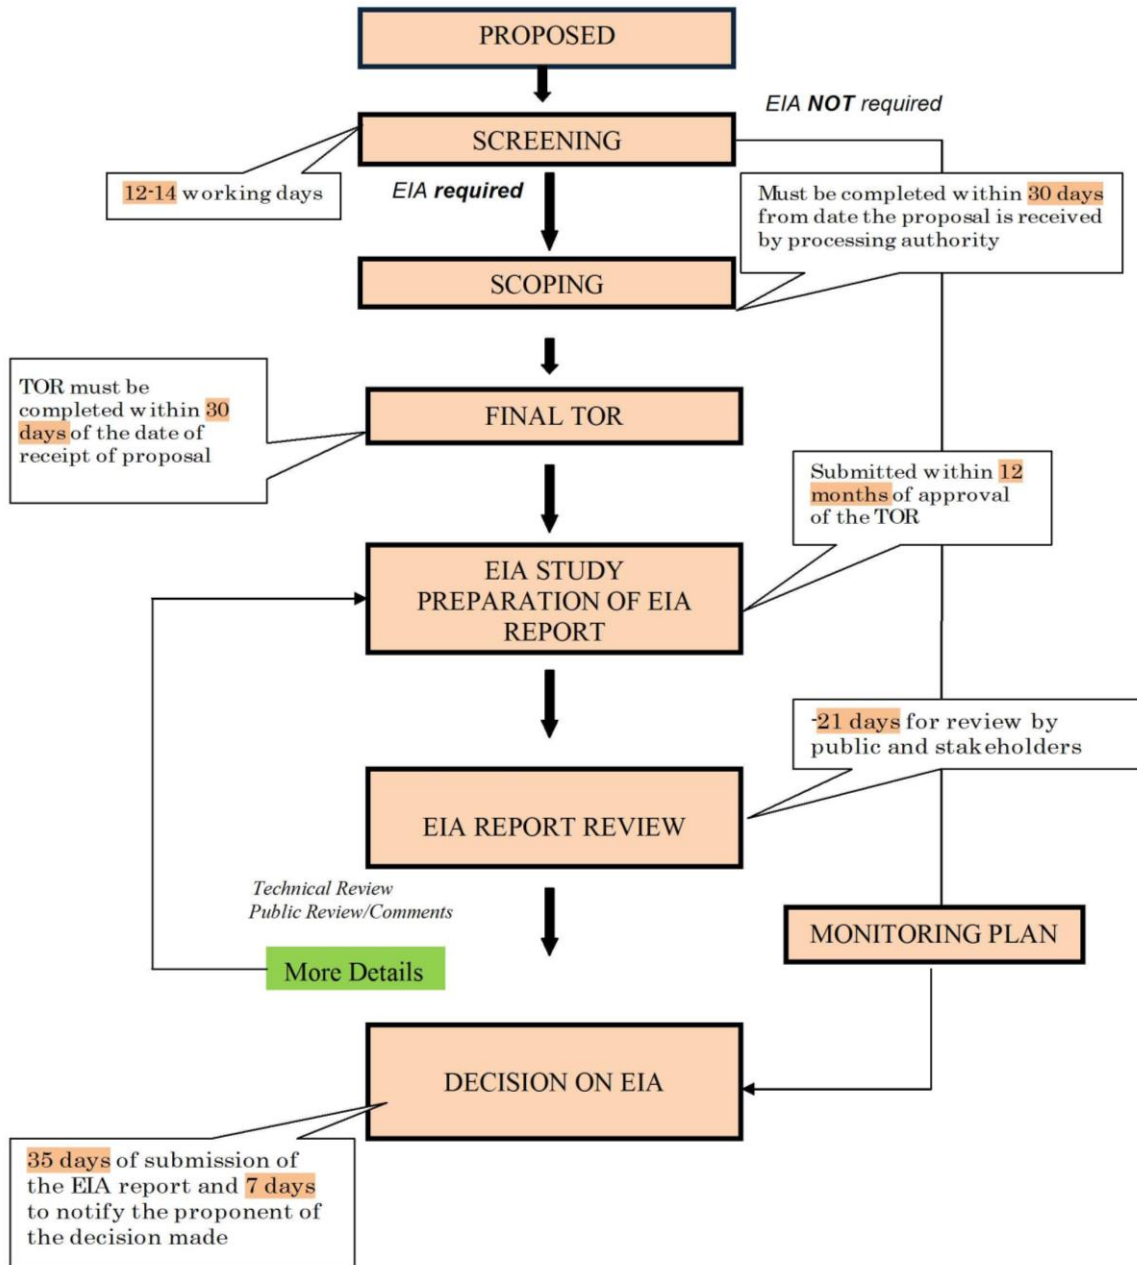 PROPOSED
EIA NOT required
SCREENING
12-14 working days
EIA required
Must be completed within 30 days
from date the proposal is received
by processing authority
SCOPING
TOR must be
completed within 30
days of the date of
receipt of proposal
FINAL TOR
Submitted within 12
months of approval
of the TOR
EIA STUDY
PREPARATION OF EIA
REPORT
-21 days for review by
public and stakeholders
EIA REPORT REVIEW
Technical Review
Public Review/Comments
More Details
MONITORING PLAN
DECISION ON EIA
35 days of submission of
the EIA report and 7 days
to notify the proponent of
the decision made